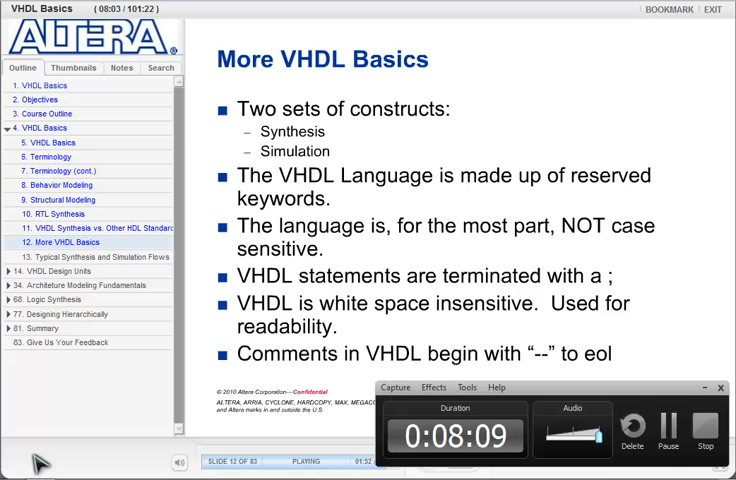 VHDL Basics ( 08:03 / 101:22 )
BOOKMARK EXIT
ALTERA®
Outline Thumbnails Notes Search
1. VHDL Basics
2. Objectives
3. Course Outline
4. VHDL Basics
5. VHDL Basics
6. Terminology
7. Terminology (cont.)
8. Behavior Modeling
9. Structural Modeling
10. RTL Synthesis
11. VHDL Synthesis vs. Other HDL Standard
12. More VHDL Basics
13. Typical Synthesis and Simulation Flows
14. VHDL Design Units
34. Architeture Modeling Fundamentals
68. Logic Synthesis
77. Designing Hierarchically
81. Summary
83. Give Us Your Feedback
More VHDL Basics
■ Two sets of constructs:
– Synthesis
– Simulation
■ The VHDL Language is made up of reserved
keywords.
■ The language is, for the most part, NOT case
sensitive.
■ VHDL statements are terminated with a ;
■ VHDL is white space insensitive. Used for
readability.
■ Comments in VHDL begin with “--” to eol
© 2010 Altera Corporation—Confidential
ALTERA, ARRIA, CYCLONE, HARDCOPY, MAX, MEGACO
and Altera marks in and outside the U.S.
Capture Effects Tools Help – x
Duration
0:08:09
Audio
Delete Pause Stop
SLIDE 12 OF 83 PLAYING 01:52